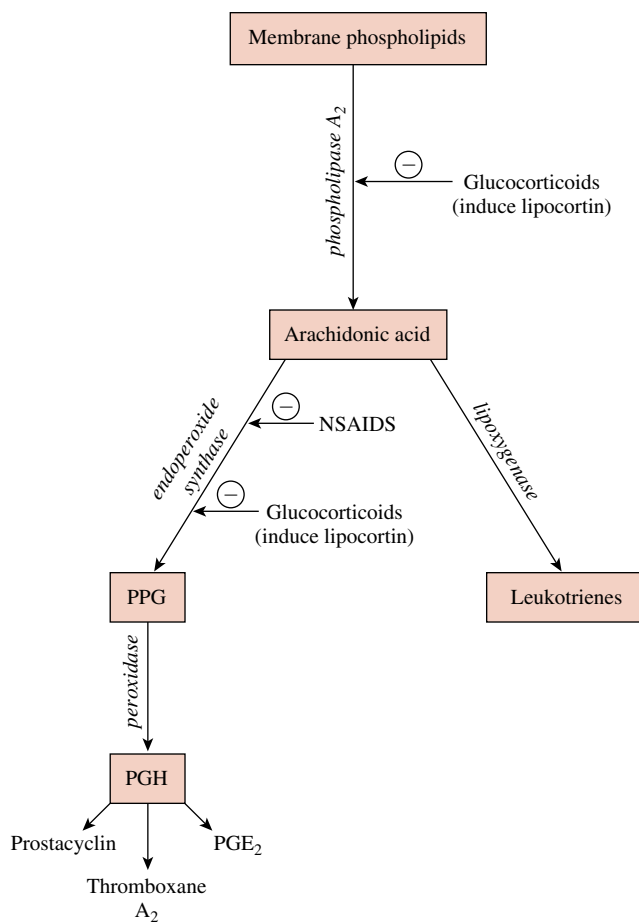 Membrane phospholipids
phospholipase A₂
−
Glucocorticoids
(induce lipocortin)
Arachidonic acid
endoperoxide
synthase
−
NSAIDS
lipoxygenase
−
Glucocorticoids
(induce lipocortin)
PPG
Leukotrienes
peroxidase
PGH
Prostacyclin
PGE₂
Thromboxane
A₂